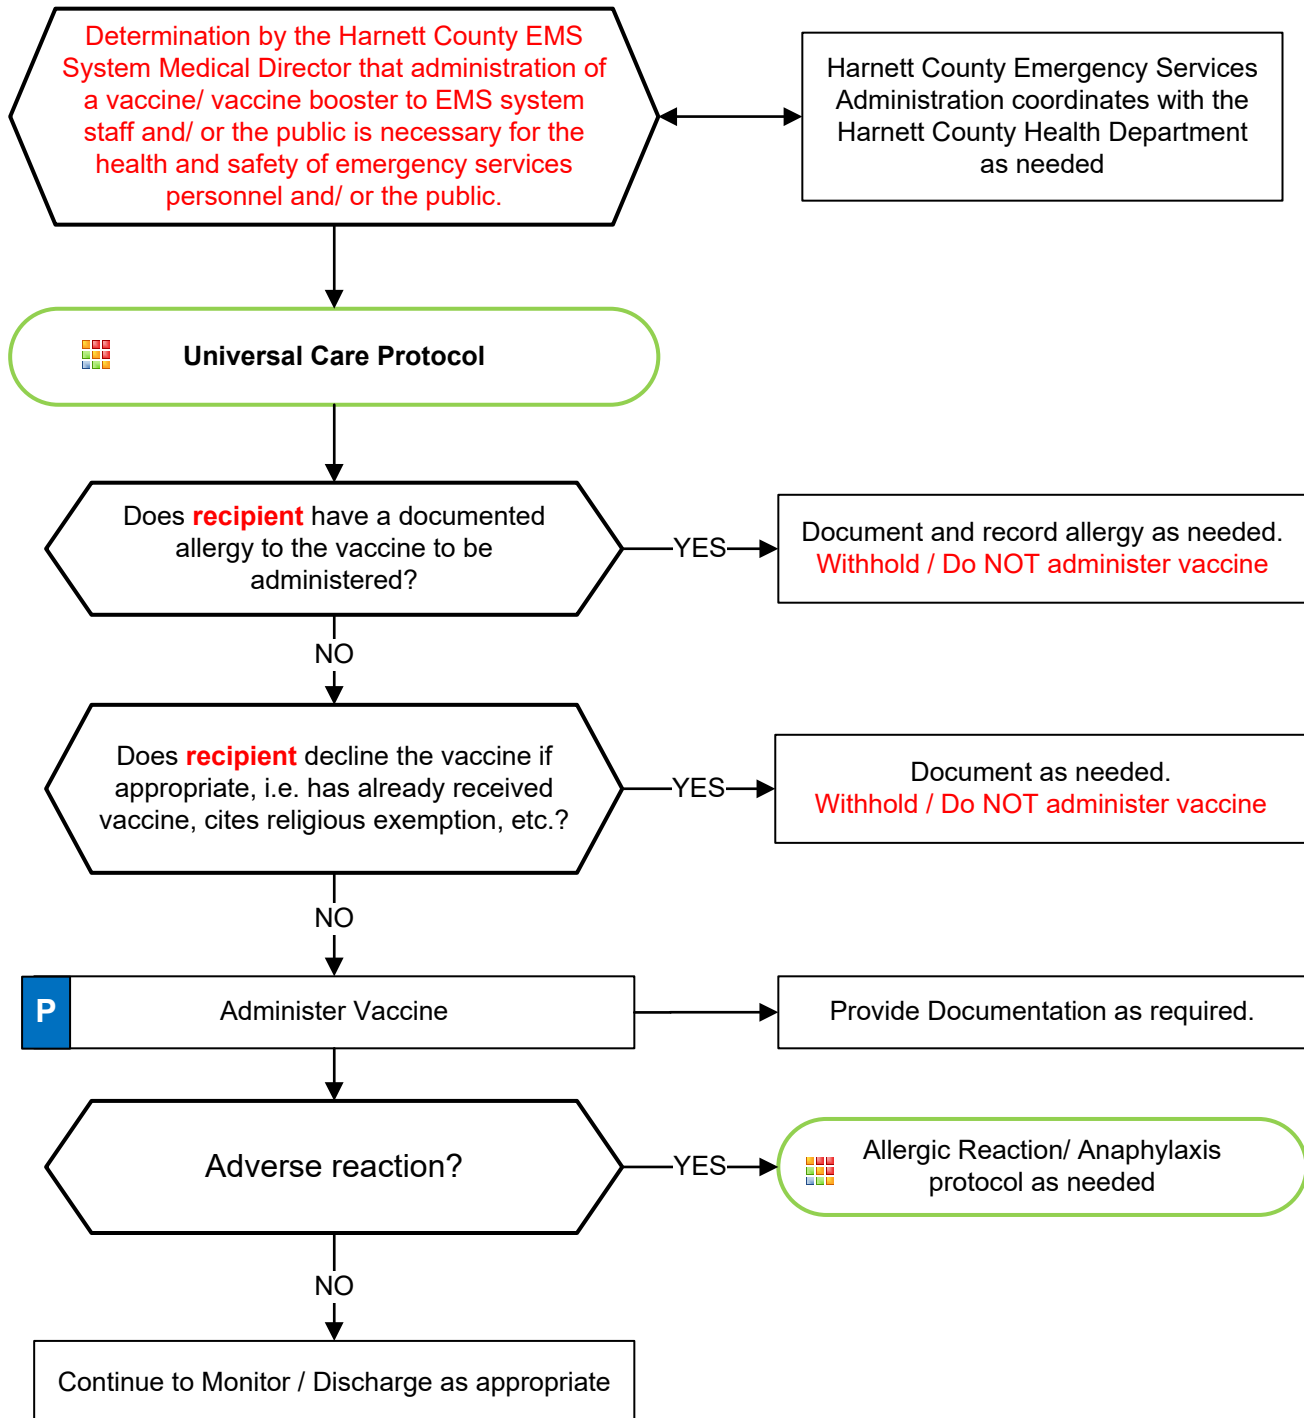 Determination by the Harnett County EMS
System Medical Director that administration of
a vaccine/ vaccine booster to EMS system
staff and/ or the public is necessary for the
health and safety of emergency services
personnel and/ or the public.
Harnett County Emergency Services
Administration coordinates with the
Harnett County Health Department
as needed
Universal Care Protocol
Does recipient have a documented
allergy to the vaccine to be
administered?
YES
Document and record allergy as needed.
Withhold / Do NOT administer vaccine
NO
Does recipient decline the vaccine if
appropriate, i.e. has already received
vaccine, cites religious exemption, etc.?
YES
Document as needed.
Withhold / Do NOT administer vaccine
NO
P
Administer Vaccine
Provide Documentation as required.
Adverse reaction?
YES
Allergic Reaction/ Anaphylaxis
protocol as needed
NO
Continue to Monitor / Discharge as appropriate